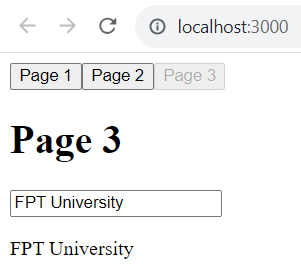 localhost:3000
Page 1 Page 2 Page 3
Page 3
FPT University
FPT University